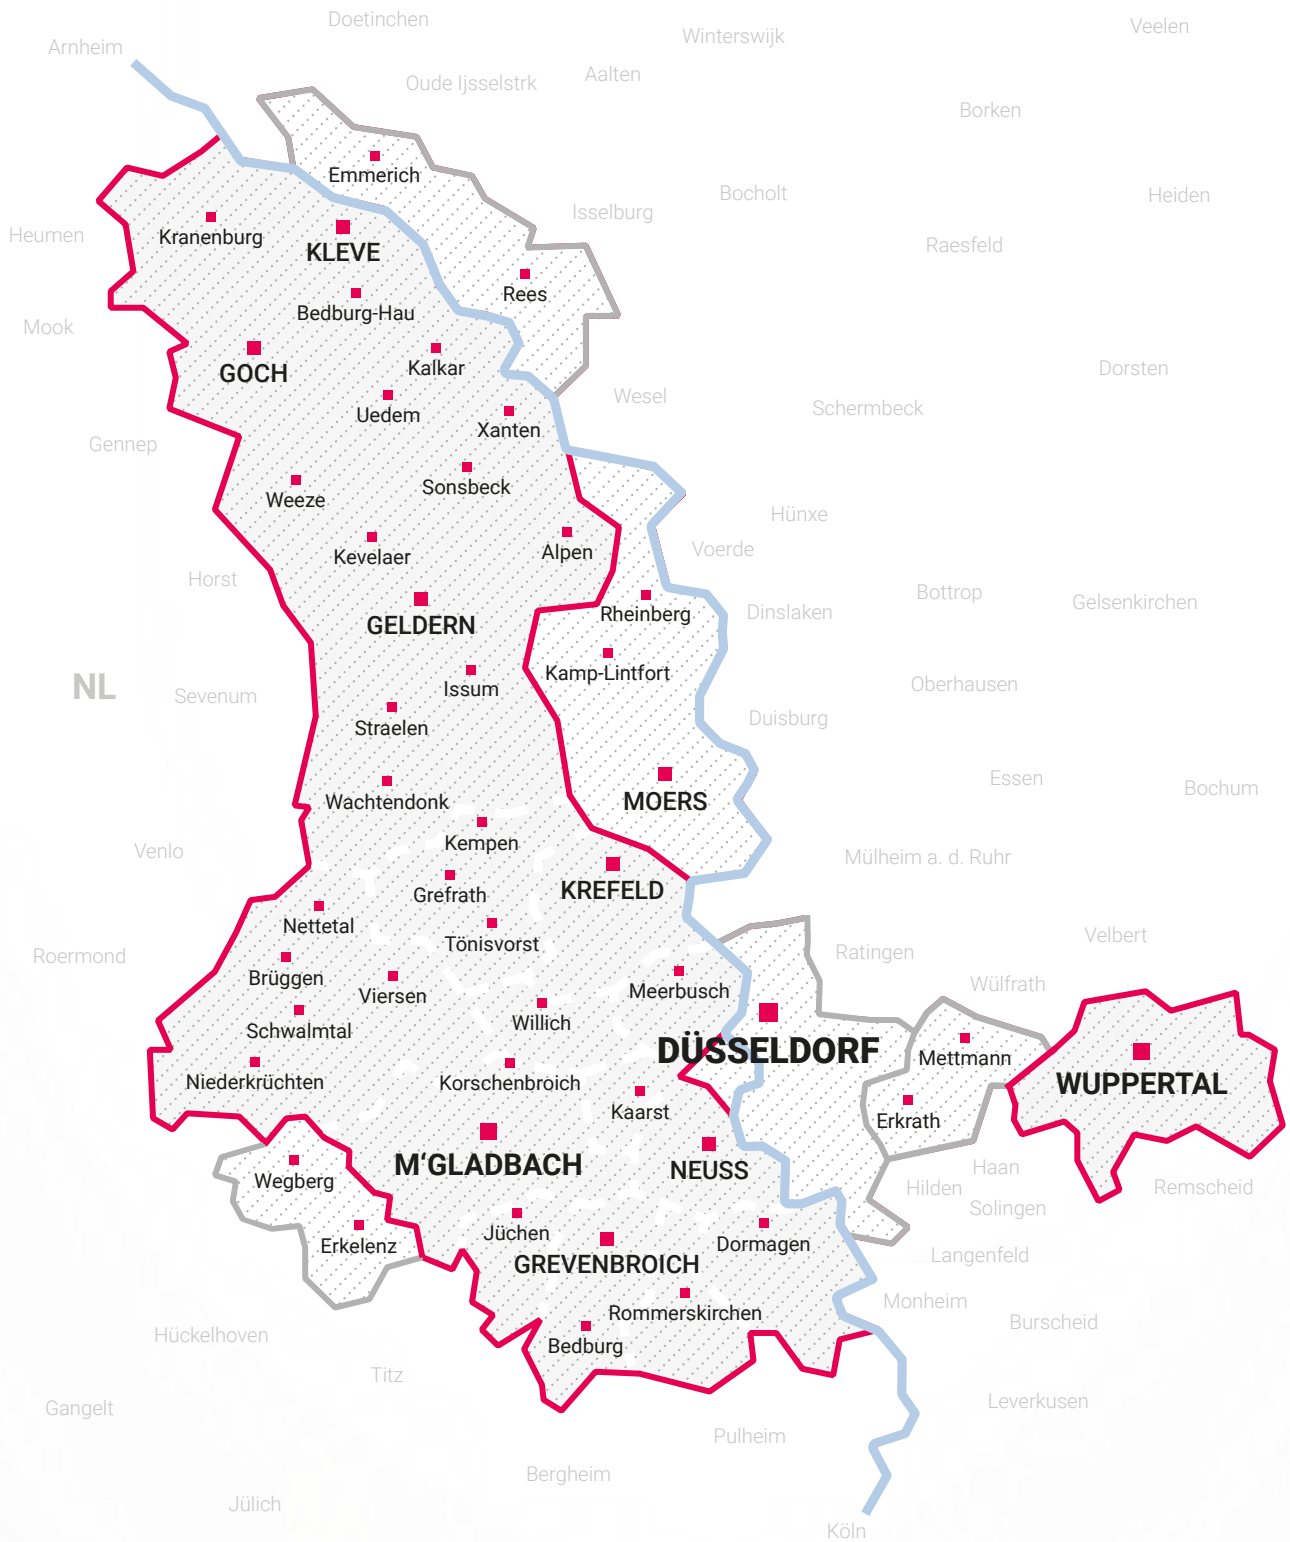 Doetinchen
Veelen
Winterswijk
Arnheim
Aalten
Oude Ijsselstrk
Borken
Emmerich
Bocholt
Heiden
Isselburg
Heumen
Kranenburg
KLEVE
Raesfeld
Rees
Bedburg-Hau
Mook
Kalkar
Dorsten
GOCH
Wesel
Schermbeck
Uedem
Xanten
Gennep
Sonsbeck
Weeze
Hünxe
Voerde
Alpen
Kevelaer
Horst
Bottrop
Gelsenkirchen
Rheinberg
Dinslaken
GELDERN
Kamp-Lintfort
Oberhausen
NL
Sevenum
Issum
Duisburg
Straelen
Essen
Bochum
Wachtendonk
MOERS
Kempen
Venlo
Mülheim a. d. Ruhr
Grefrath
KREFELD
Nettetal
Velbert
Tönisvorst
Ratingen
Roermond
Brüggen
Wülfrath
Viersen
Meerbusch
Willich
Schwalmtal
DÜSSELDORF
Mettmann
Niederkrüchten
Korschenbroich
WUPPERTAL
Kaarst
Erkrath
M‘GLADBACH
NEUSS
Haan
Wegberg
Hilden
Remscheid
Solingen
Jüchen
Erkelenz
Dormagen
Langenfeld
GREVENBROICH
Monheim
Rommerskirchen
Burscheid
Hückelhoven
Bedburg
Titz
Leverkusen
Gangelt
Pulheim
Bergheim
Jülich
Köln